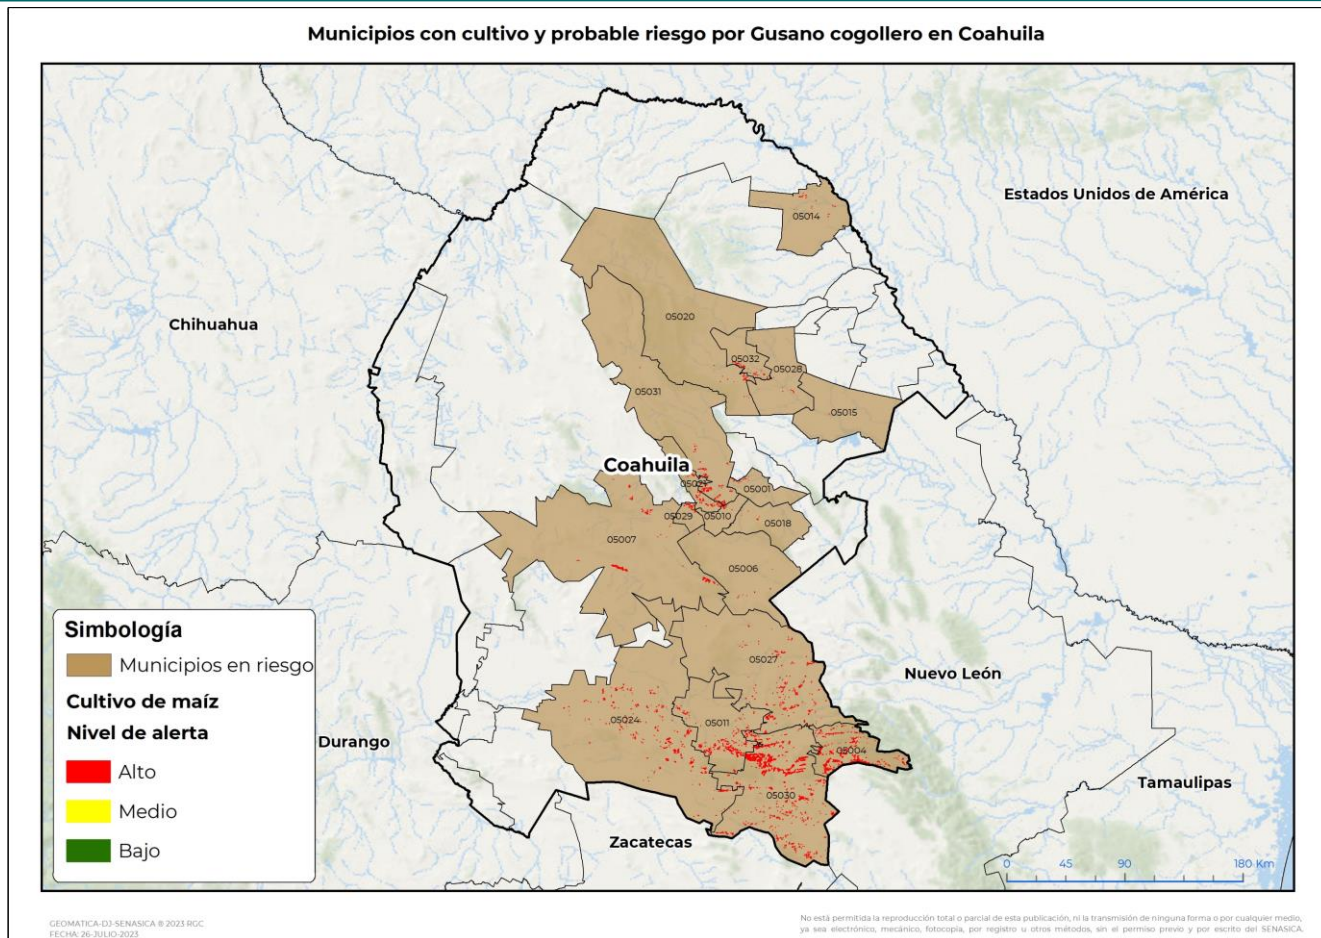 Municipios con cultivo y probable riesgo por Gusano cogollero en Coahuila
Estados Unidos de América
05014
Chihuahua
05020
05032
05028
05031
05015
Coahuila
05021
05001
05029
05010
05018
05007
05006
Simbología
Municipios en riesgo
Cultivo de maíz
Nivel de alerta
Alto
Medio
Bajo
05027
Nuevo León
05024
05011
Durango
05004
Tamaulipas
05030
Zacatecas
0 45 90 180 Km
GEOMATICA-DJ-SENASICA ® 2023 RGC
FECHA: 26-JULIO-2023
No está permitida la reproducción total o parcial de esta publicación, ni la transmisión de ninguna forma o por cualquier medio,
ya sea electrónico, mecánico, fotocopia, por registro u otros métodos, sin el permiso previo y por escrito del SENASICA.